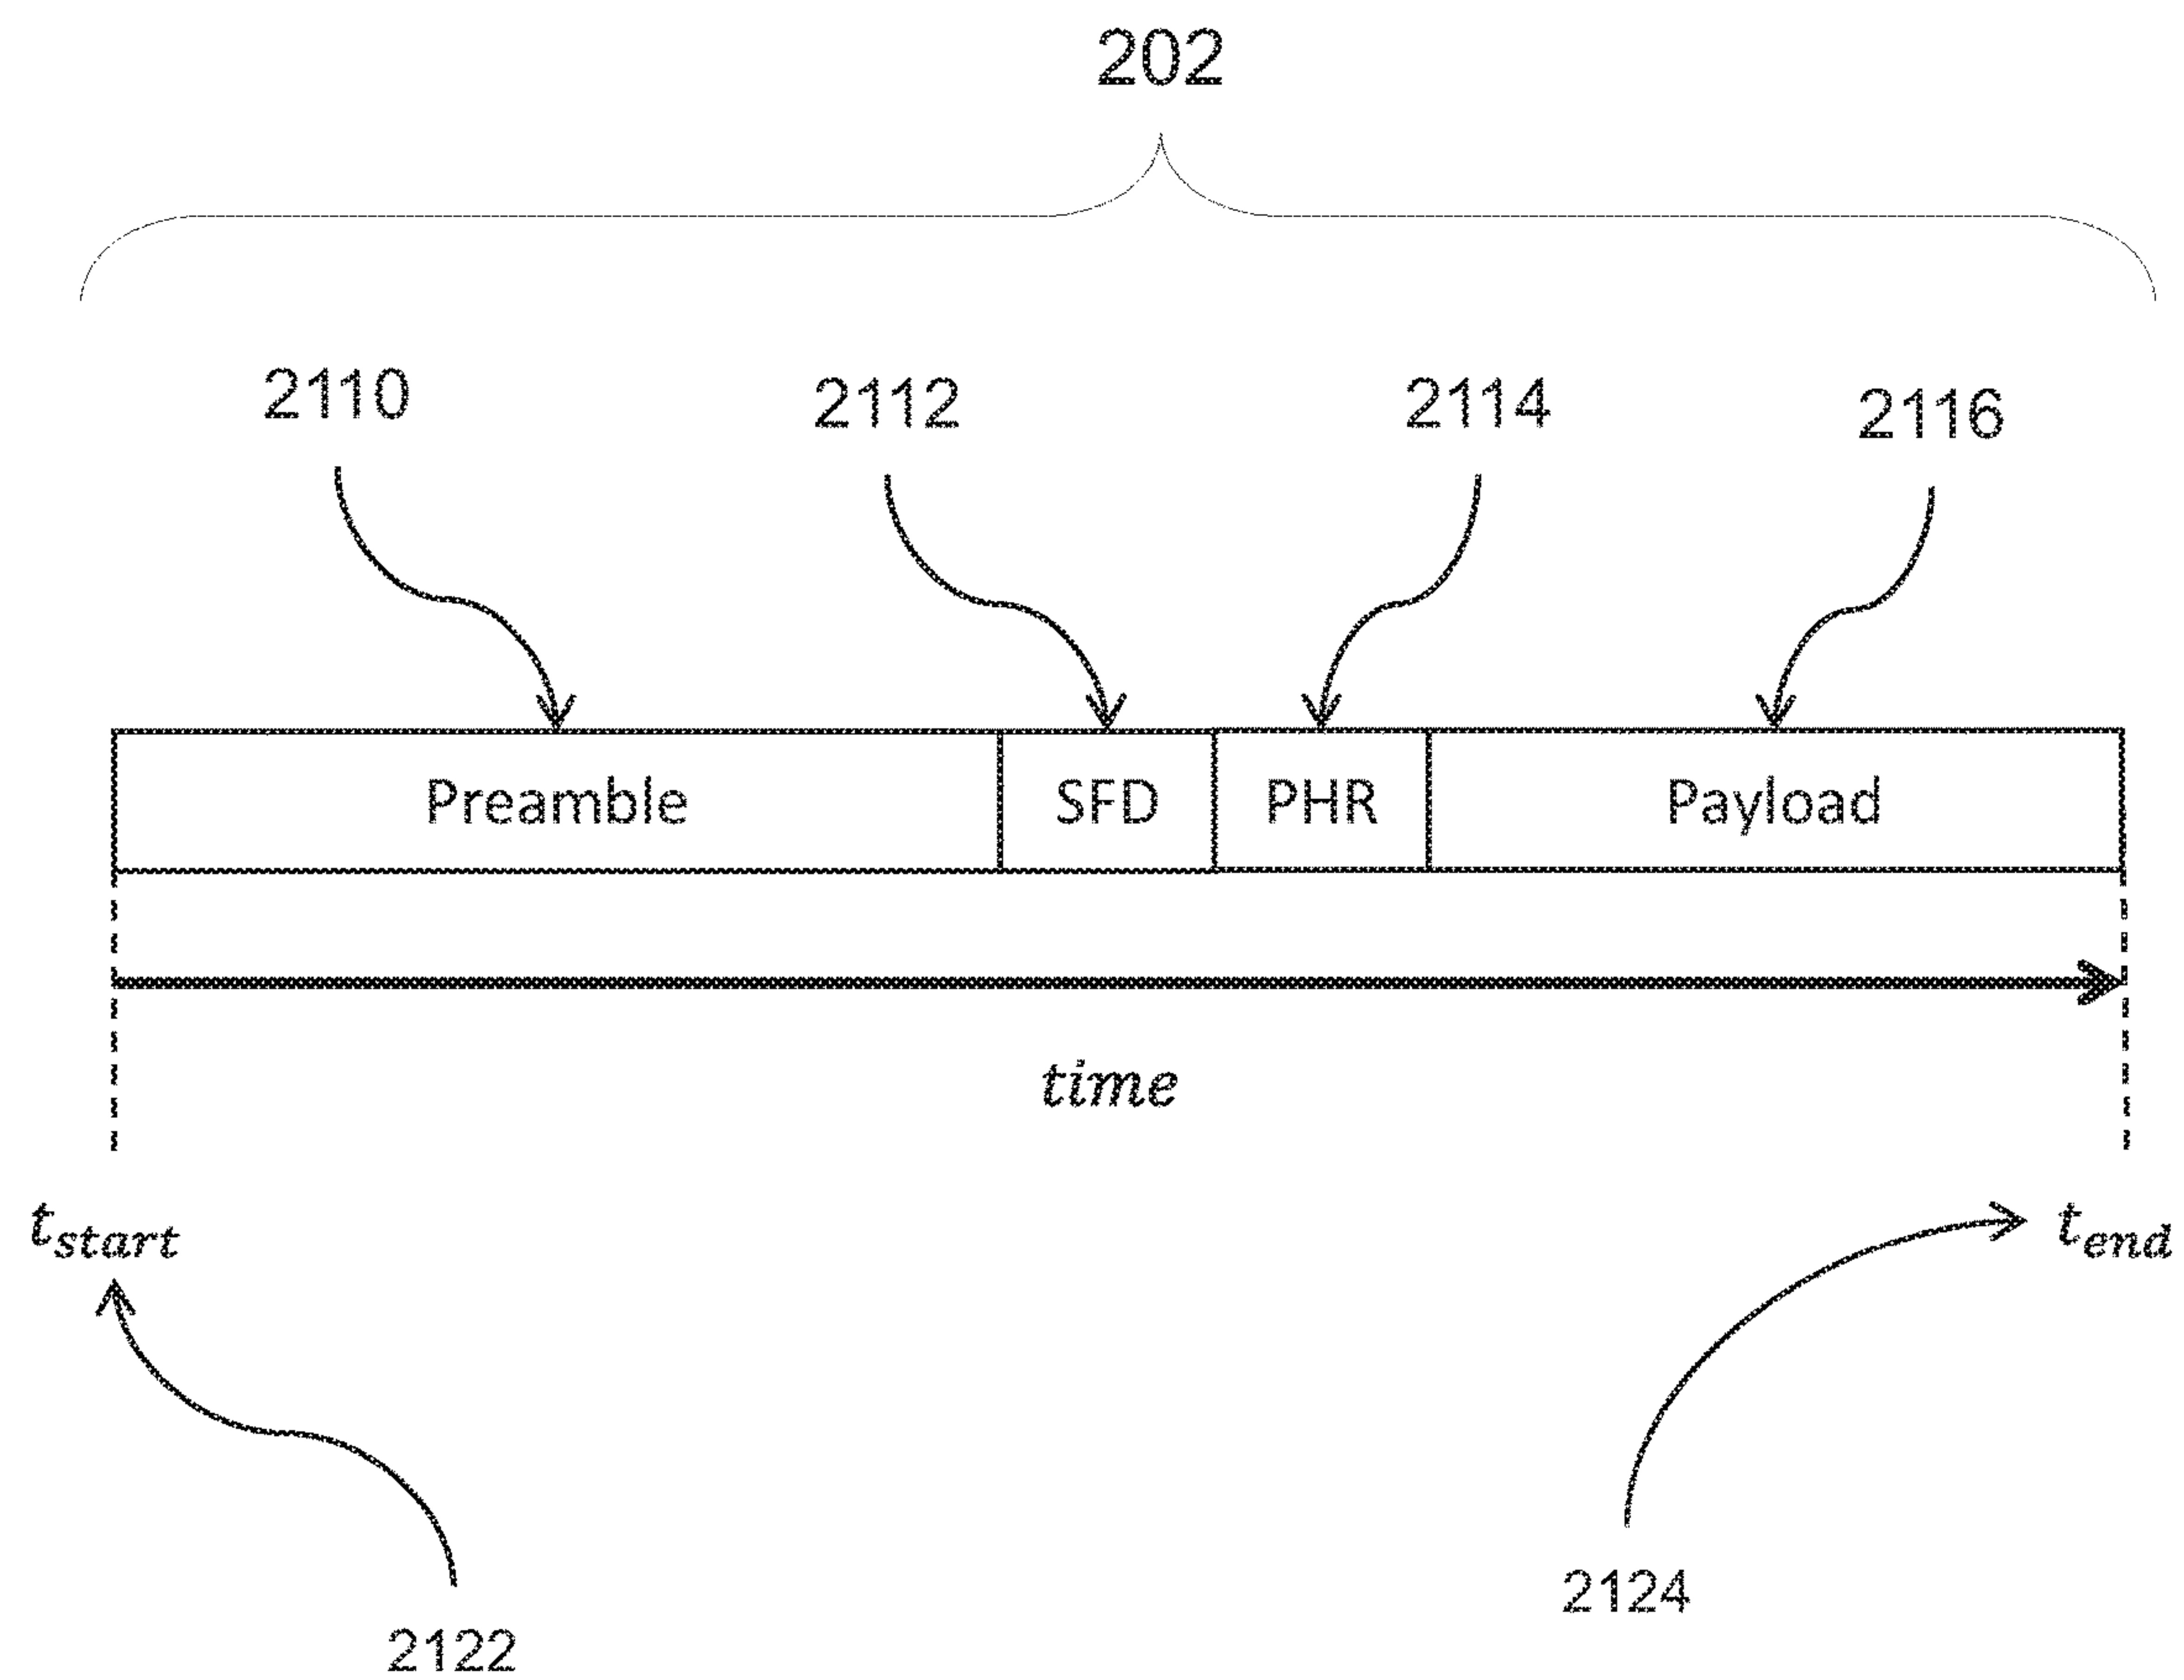 202
2110 2112 2114 2116
Preamble SFD PHR Payload
time
t_start t_end
2124
2122